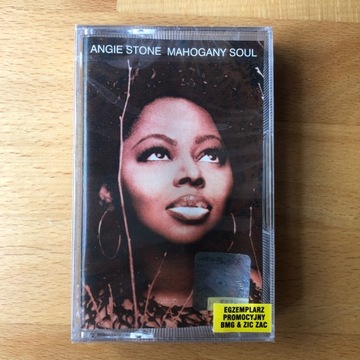 ANGIE STONE MAHOGANY SOUL
EGZEMPLARZ
PROMOCYJNY
BMG & ZIC ZAC